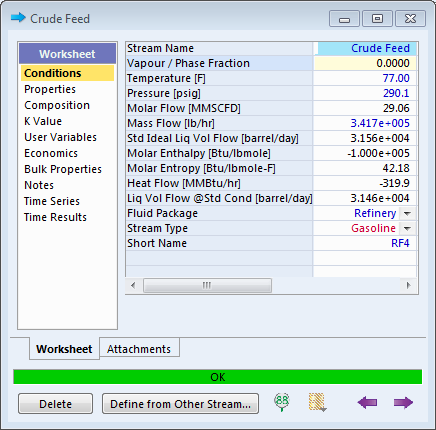 Crude Feed
Worksheet
Conditions
Properties
Composition
K Value
User Variables
Economics
Bulk Properties
Notes
Time Series
Time Results
Stream Name Crude Feed
Vapour / Phase Fraction 0.0000
Temperature [F] 77.00
Pressure [psig] 290.1
Molar Flow [MMSCFD] 29.06
Mass Flow [lb/hr] 3.417e+005
Std Ideal Liq Vol Flow [barrel/day] 3.156e+004
Molar Enthalpy [Btu/lbmole] -1.000e+005
Molar Entropy [Btu/lbmole-F] 42.18
Heat Flow [MMBtu/hr] -319.9
Liq Vol Flow @Std Cond [barrel/day] 3.146e+004
Fluid Package Refinery
Stream Type Gasoline
Short Name RF4
Worksheet Attachments
OK
Delete Define from Other Stream...